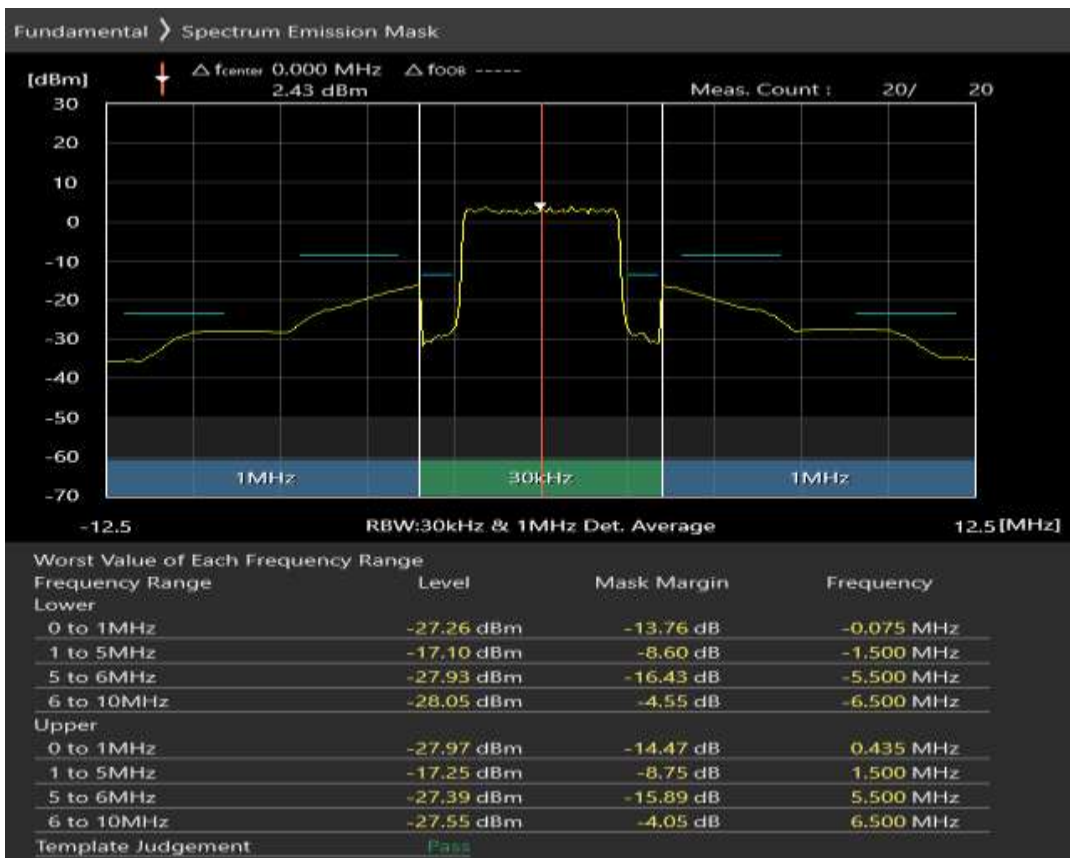 Fundamental ❯ Spectrum Emission Mask
[dBm] △ fcenter 0.000 MHz △ fOOB -----
2.43 dBm Meas. Count : 20/ 20
30
20
10
0
-10
-20
-30
-40
-50
-60
1MHz 30kHz 1MHz
-70
-12.5 RBW:30kHz & 1MHz Det. Average 12.5 [MHz]
Worst Value of Each Frequency Range
Frequency Range Level Mask Margin Frequency
Lower
0 to 1MHz -27.26 dBm -13.76 dB -0.075 MHz
1 to 5MHz -17.10 dBm -8.60 dB -1.500 MHz
5 to 6MHz -27.93 dBm -16.43 dB -5.500 MHz
6 to 10MHz -28.05 dBm -4.55 dB -6.500 MHz
Upper
0 to 1MHz -27.97 dBm -14.47 dB 0.435 MHz
1 to 5MHz -17.25 dBm -8.75 dB 1.500 MHz
5 to 6MHz -27.39 dBm -15.89 dB 5.500 MHz
6 to 10MHz -27.55 dBm -4.05 dB 6.500 MHz
Template Judgement Pass